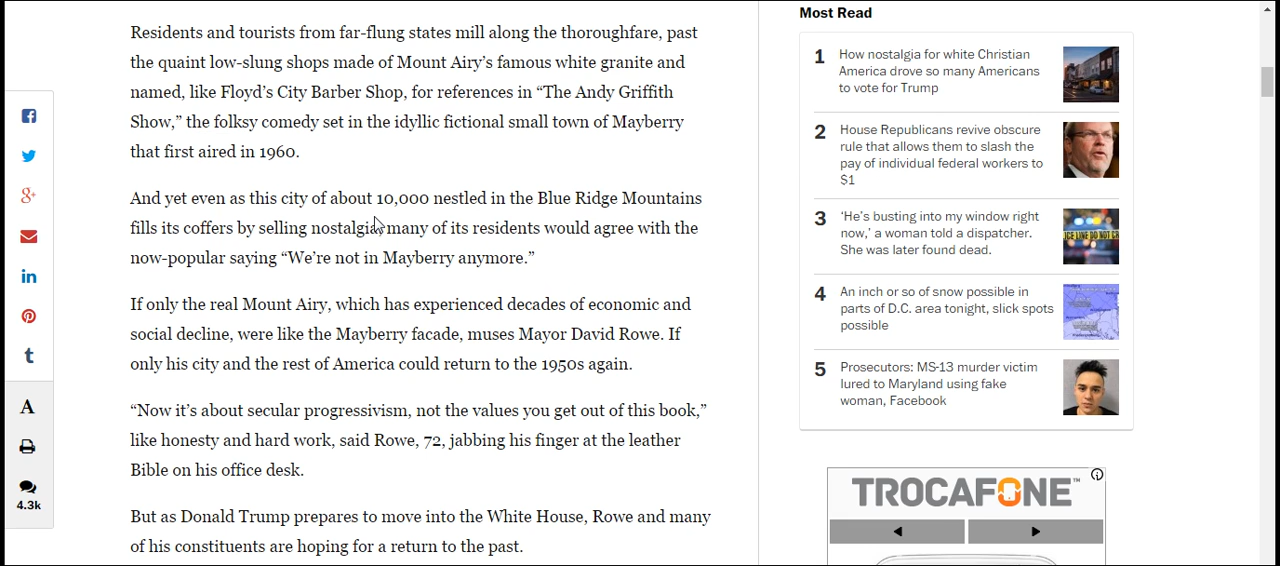 Residents and tourists from far-flung states mill along the thoroughfare, past
the quaint low-slung shops made of Mount Airy’s famous white granite and
named, like Floyd’s City Barber Shop, for references in “The Andy Griffith
Show,” the folksy comedy set in the idyllic fictional small town of Mayberry
that first aired in 1960.
And yet even as this city of about 10,000 nestled in the Blue Ridge Mountains
fills its coffers by selling nostalgia, many of its residents would agree with the
now-popular saying “We’re not in Mayberry anymore.”
If only the real Mount Airy, which has experienced decades of economic and
social decline, were like the Mayberry facade, muses Mayor David Rowe. If
only his city and the rest of America could return to the 1950s again.
“Now it’s about secular progressivism, not the values you get out of this book,”
like honesty and hard work, said Rowe, 72, jabbing his finger at the leather
Bible on his office desk.
But as Donald Trump prepares to move into the White House, Rowe and many
of his constituents are hoping for a return to the past.
A
4.3k
Most Read
1 How nostalgia for white Christian
America drove so many Americans
to vote for Trump
2 House Republicans revive obscure
rule that allows them to slash the
pay of individual federal workers to
$1
3 ‘He’s busting into my window right
now,’ a woman told a dispatcher.
She was later found dead.
ICE LINE DO NOT CR
4 An inch or so of snow possible in
parts of D.C. area tonight, slick spots
possible
5 Prosecutors: MS-13 murder victim
lured to Maryland using fake
woman, Facebook
TROCAFONE™